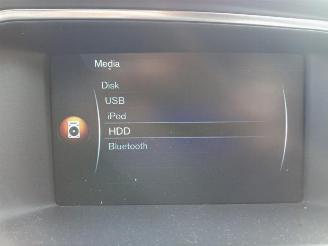 Media
Disk
USB
iPod
HDD
Bluetooth